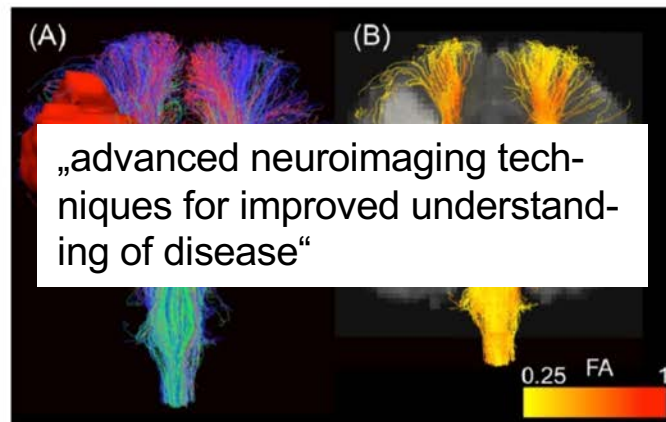 (A) (B)
„advanced neuroimaging tech-
niques for improved understand-
ing of disease“
0.25 FA 1